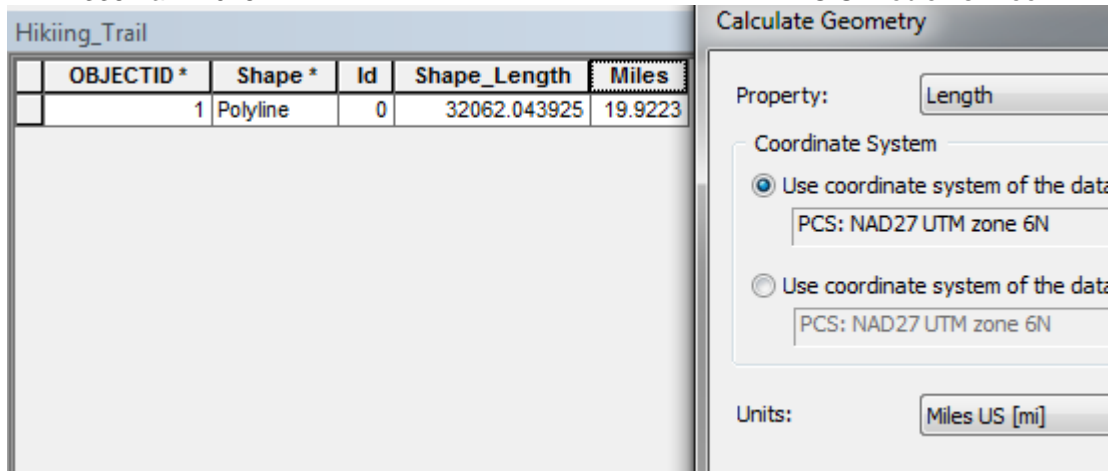 Hikiing_Trail
OBJECTID * Shape * Id Shape_Length Miles
1 Polyline 0 32062.043925 19.9223
Calculate Geometry
Property: Length
Coordinate System
Use coordinate system of the data
PCS: NAD27 UTM zone 6N
Use coordinate system of the data
PCS: NAD27 UTM zone 6N
Units: Miles US [mi]